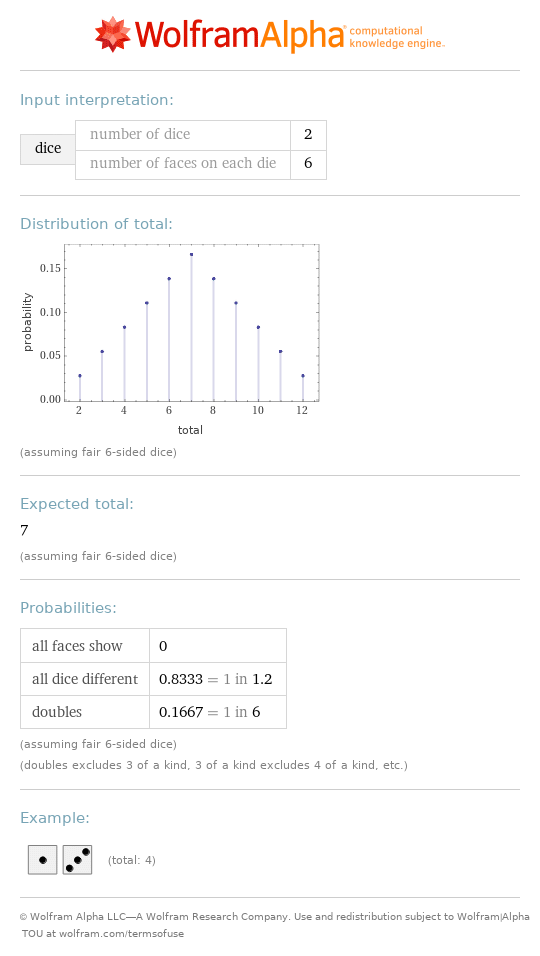 WolframAlpha® computational
knowledge engine™
Input interpretation:
dice
number of dice 2
number of faces on each die 6
Distribution of total:
0.15
0.10
0.05
0.00
probability
2 4 6 8 10 12
total
(assuming fair 6-sided dice)
Expected total:
7
(assuming fair 6-sided dice)
Probabilities:
all faces show 0
all dice different 0.8333 = 1 in 1.2
doubles 0.1667 = 1 in 6
(assuming fair 6-sided dice)
(doubles excludes 3 of a kind, 3 of a kind excludes 4 of a kind, etc.)
Example:
(total: 4)
© Wolfram Alpha LLC—A Wolfram Research Company. Use and redistribution subject to Wolfram|Alpha
TOU at wolfram.com/termsofuse